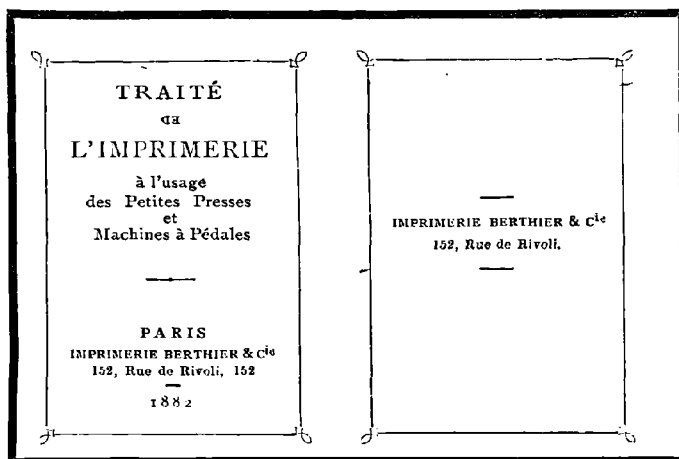 TRAITÉ
DE
L'IMPRIMERIE
à l'usage
des Petites Presses
et
Machines à Pédales
PARIS
IMPRIMERIE BERTHIER & Cie
152, Rue de Rivoli, 152
1882
IMPRIMERIE BERTHIER & Cie
152, Rue de Rivoli.